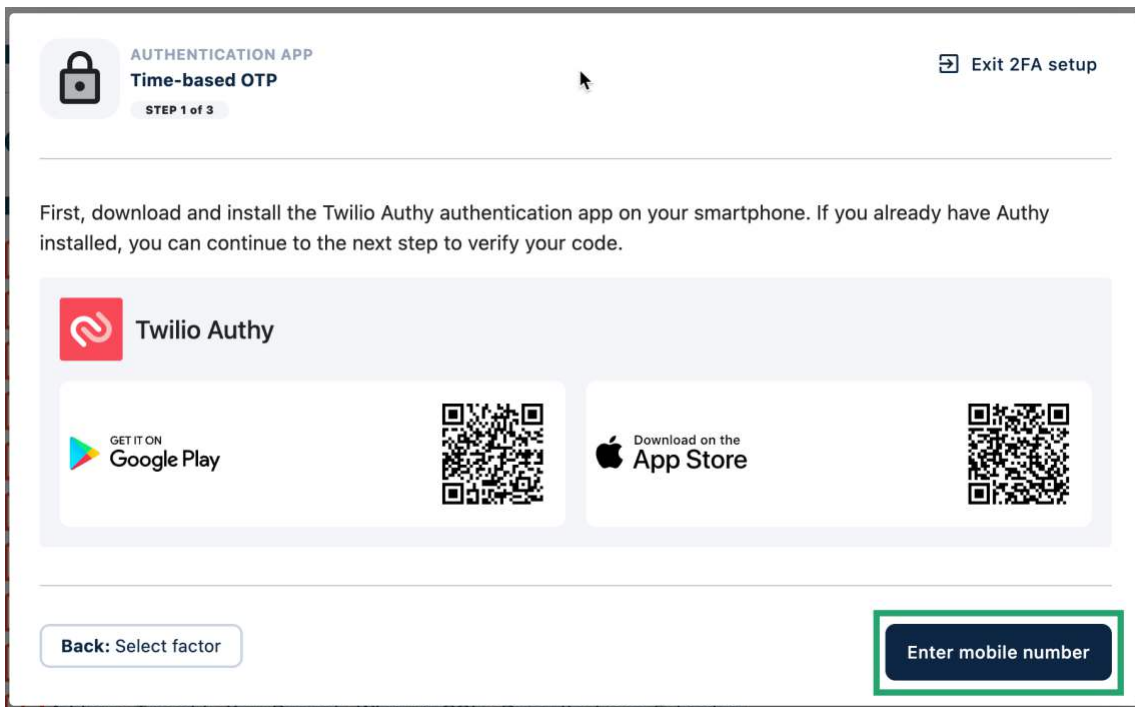 AUTHENTICATION APP
Time-based OTP
STEP 1 of 3
Exit 2FA setup
First, download and install the Twilio Authy authentication app on your smartphone. If you already have Authy
installed, you can continue to the next step to verify your code.
Twilio Authy
GET IT ON
Google Play
Download on the
App Store
Back: Select factor
Enter mobile number